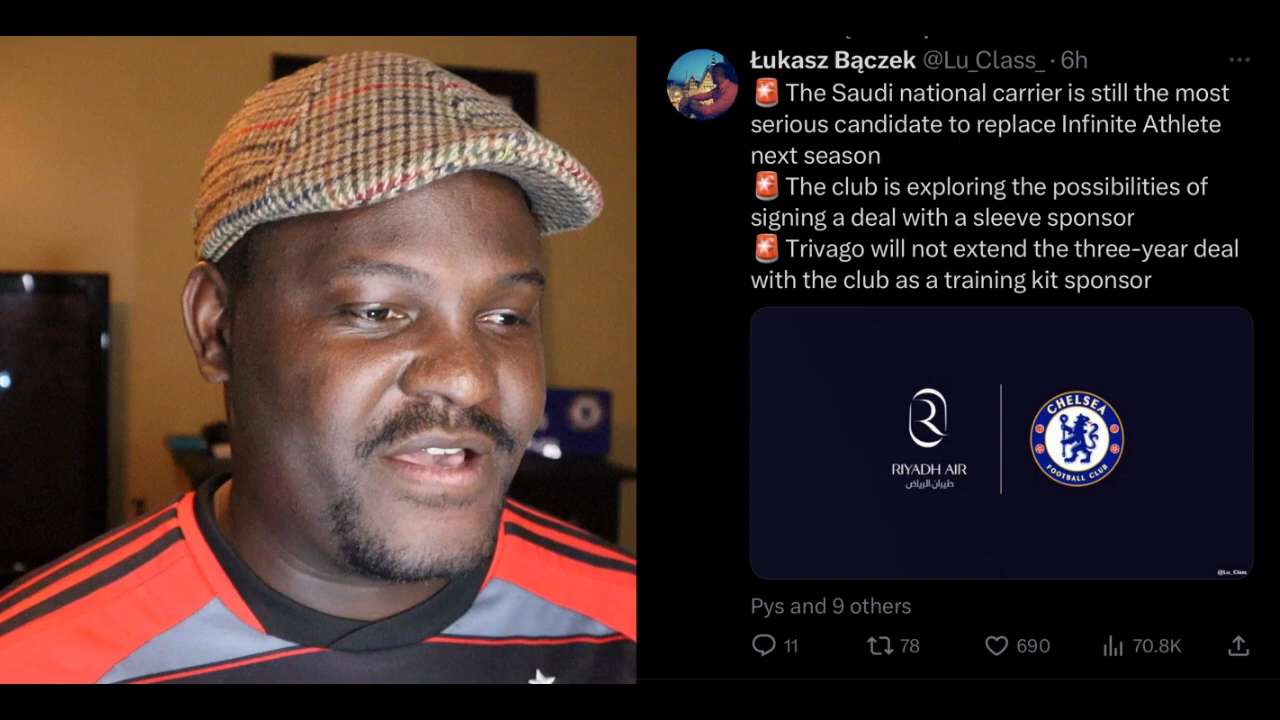 Łukasz Bączek @Lu_Class_ · 6h
🚨 The Saudi national carrier is still the most
serious candidate to replace Infinite Athlete
next season
🚨 The club is exploring the possibilities of
signing a deal with a sleeve sponsor
🚨 Trivago will not extend the three-year deal
with the club as a training kit sponsor
RIYADH AIR
طيران الرياض
CHELSEA
FOOTBALL CLUB
@Lu_Class_
Pys and 9 others
11 78 690 70.8K